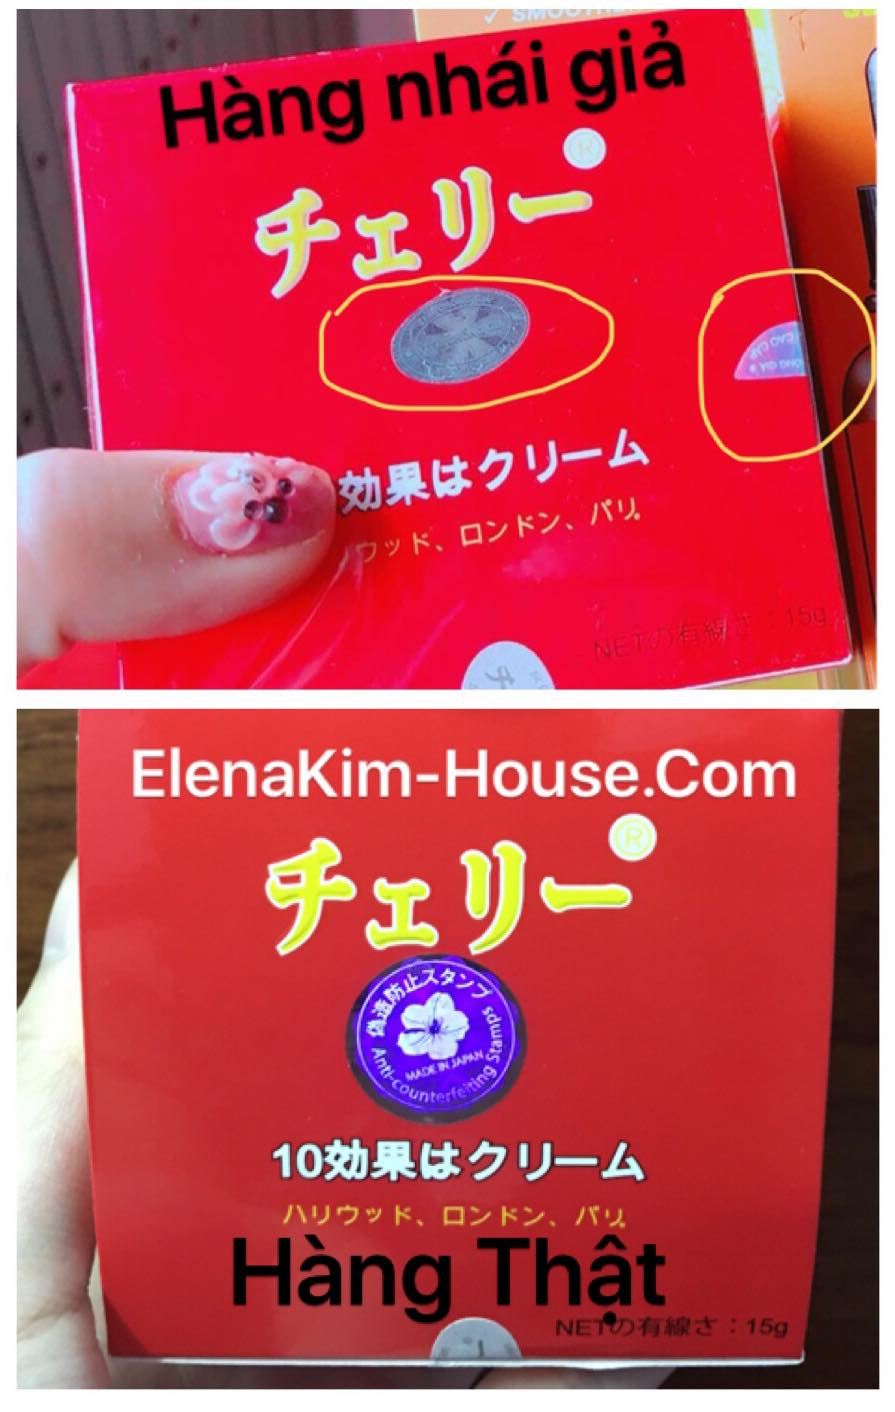 SMOOTH
Hàng nhái giả
チェリー®
CAO CẤP
効果はクリーム
ウッド、ロンドン、パリ。
NETの有線さ：15g
ElenaKim-House.Com
チェリー®
偽造防止スタンプ
MADE IN JAPAN
Anti-counterfeiting Stamps
10効果はクリーム
ハリウッド、ロンドン、パリ。
Hàng Thật
NETの有線さ：15g